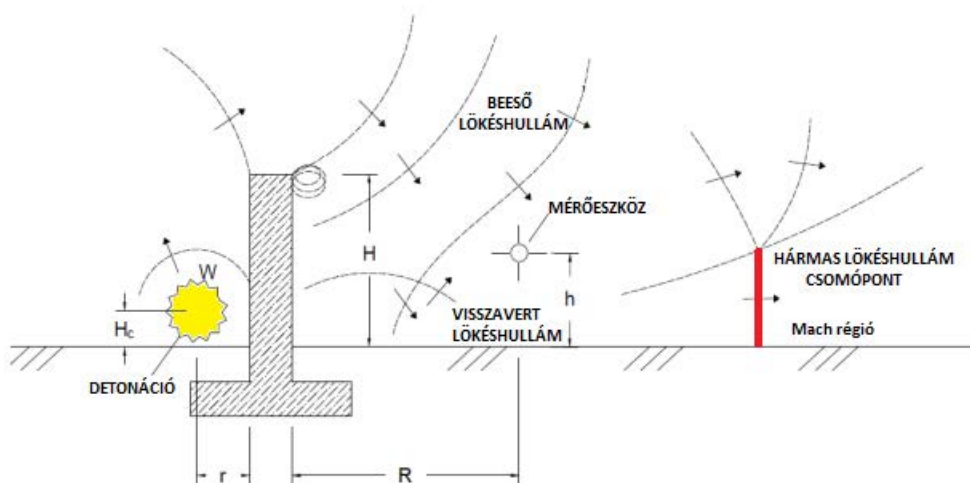 BEESŐ
LÖKÉSHULLÁM
MÉRŐESZKÖZ
W
H
HÁRMAS LÖKÉSHULLÁM
CSOMÓPONT
h
Hc
VISSZAVERT
LÖKÉSHULLÁM
Mach régió
DETONÁCIÓ
r
R